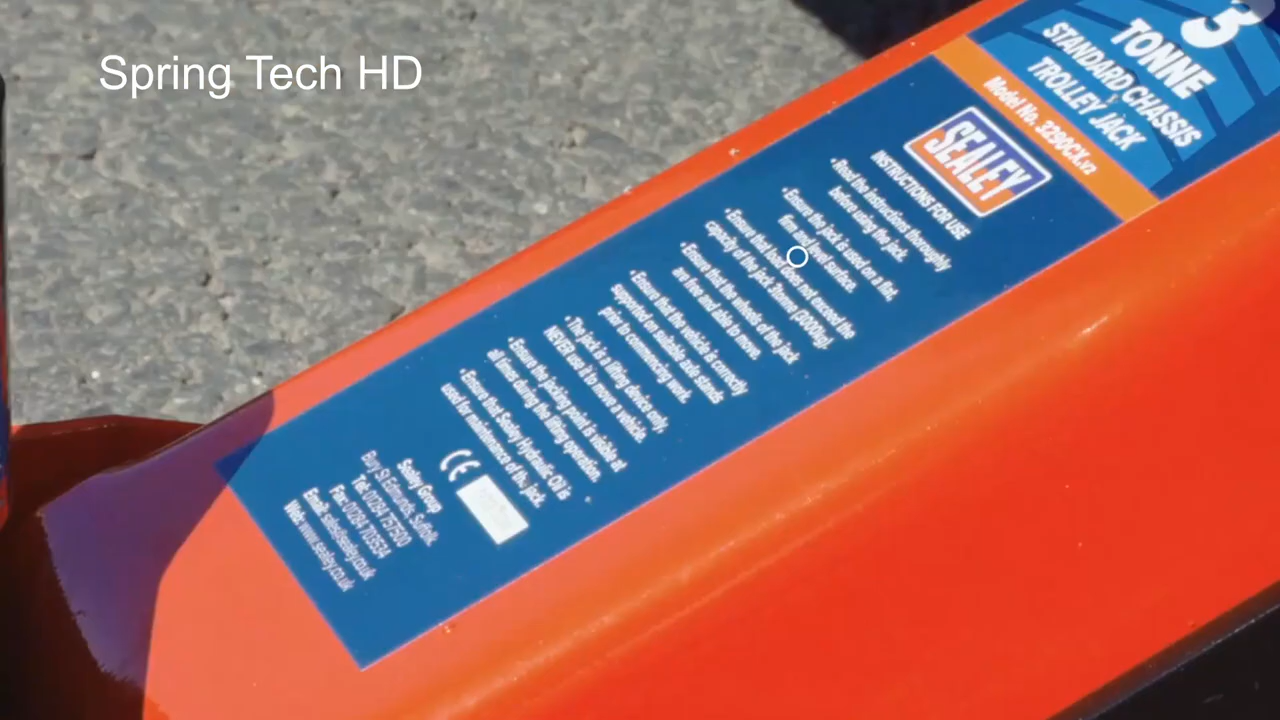 Spring Tech HD
3
TONNE
STANDARD CHASSIS
TROLLEY JACK
Model No. 3290CX.V2
SEALEY
INSTRUCTIONS FOR USE
• Read the instructions thoroughly
before using the jack.
• Ensure the jack is used on a flat,
firm and level surface.
• Ensure that load does not exceed the
capacity of the jack 3tonne (3000kg).
• Ensure that the wheels of the jack
are free and able to move.
• Ensure that the vehicle is correctly
supported on suitable axle stands
prior to commencing work.
• The jack is a lifting device only,
NEVER use it to move a vehicle.
• Ensure the jacking point is visible at
all times during the lifting operation.
• Ensure that Sealey Hydraulic Oil is
used for maintenance of the jack.
CE
Sealey Group
Bury St Edmunds, Suffolk.
Tel: 01284 757500
Fax: 01284 703534
Email: sales@sealey.co.uk
Web: www.sealey.co.uk